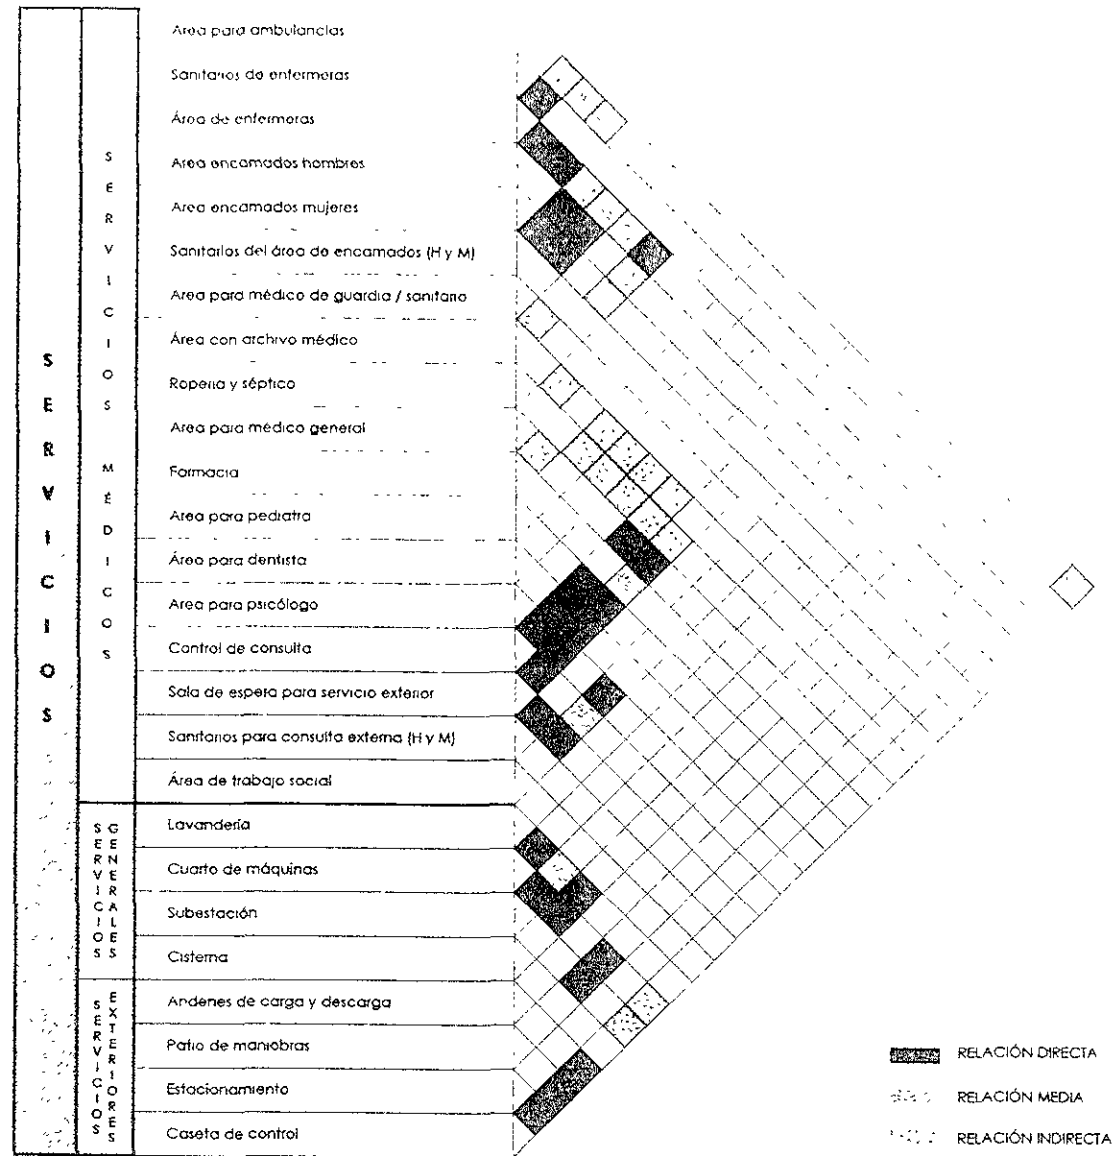 SERVICIOS
SERVICIOS MÉDICOS
Area para ambulancias
Sanitarios de enfermeras
Área de enfermeras
Area encamados hombres
Area encamados mujeres
Sanitarios del área de encamados (H y M)
Area para médico de guardia / sanitario
Área con archivo médico
Roperia y séptico
Area para médico general
Farmacia
Area para pediatra
Área para dentista
Area para psicólogo
Control de consulta
Sala de espera para servicio exterior
Sanitarios para consulta externa (H y M)
Área de trabajo social
SERVICIOS GENERALES
Lavandería
Cuarto de máquinas
Subestación
Cisterna
SERVICIOS EXTERIORES
Andenes de carga y descarga
Patio de maniobras
Estacionamiento
Caseta de control
RELACIÓN DIRECTA
RELACIÓN MEDIA
RELACIÓN INDIRECTA